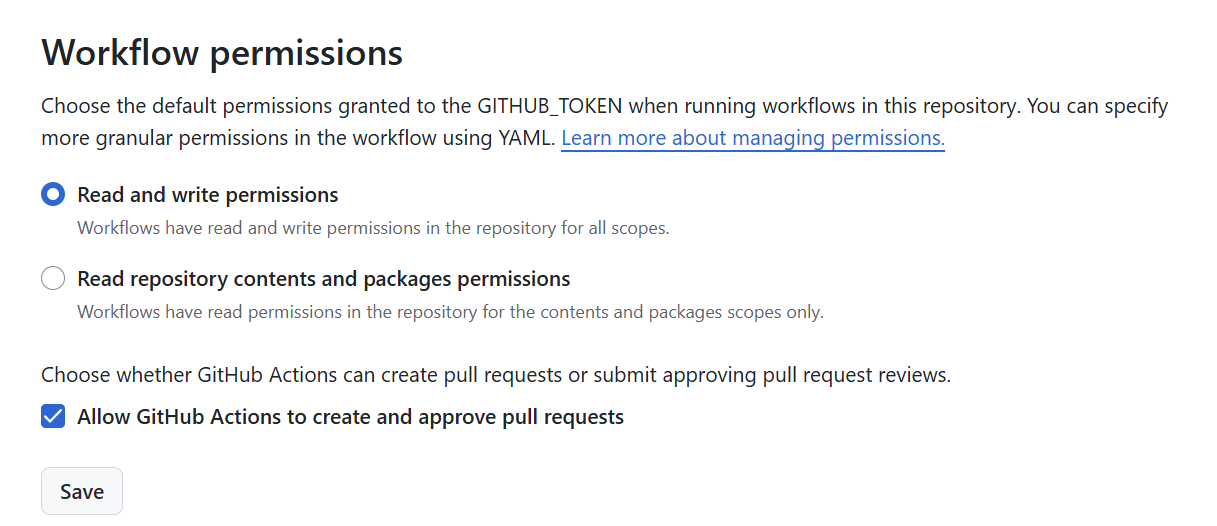 Workflow permissions
Choose the default permissions granted to the GITHUB_TOKEN when running workflows in this repository. You can specify
more granular permissions in the workflow using YAML. Learn more about managing permissions.
Read and write permissions
Workflows have read and write permissions in the repository for all scopes.
Read repository contents and packages permissions
Workflows have read permissions in the repository for the contents and packages scopes only.
Choose whether GitHub Actions can create pull requests or submit approving pull request reviews.
Allow GitHub Actions to create and approve pull requests
Save